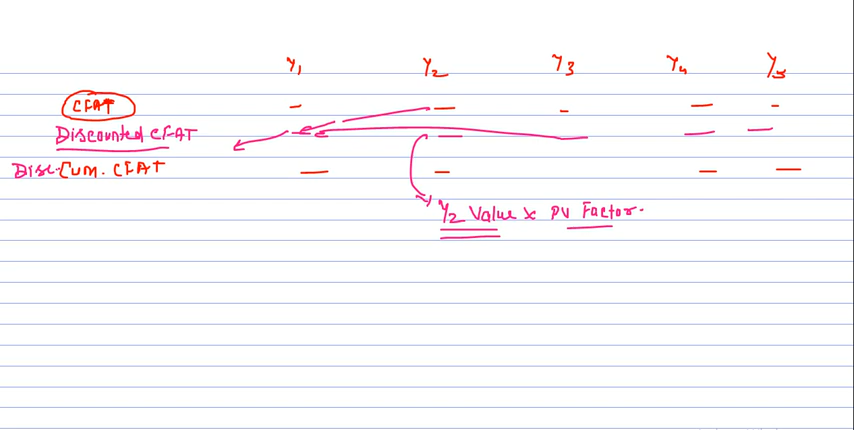 Y1 Y2 Y3 Y4 Y5
CFAT - - - - -
Discounted CFAT
Disc. Cum. CFAT
Y2 Value x PV Factor.